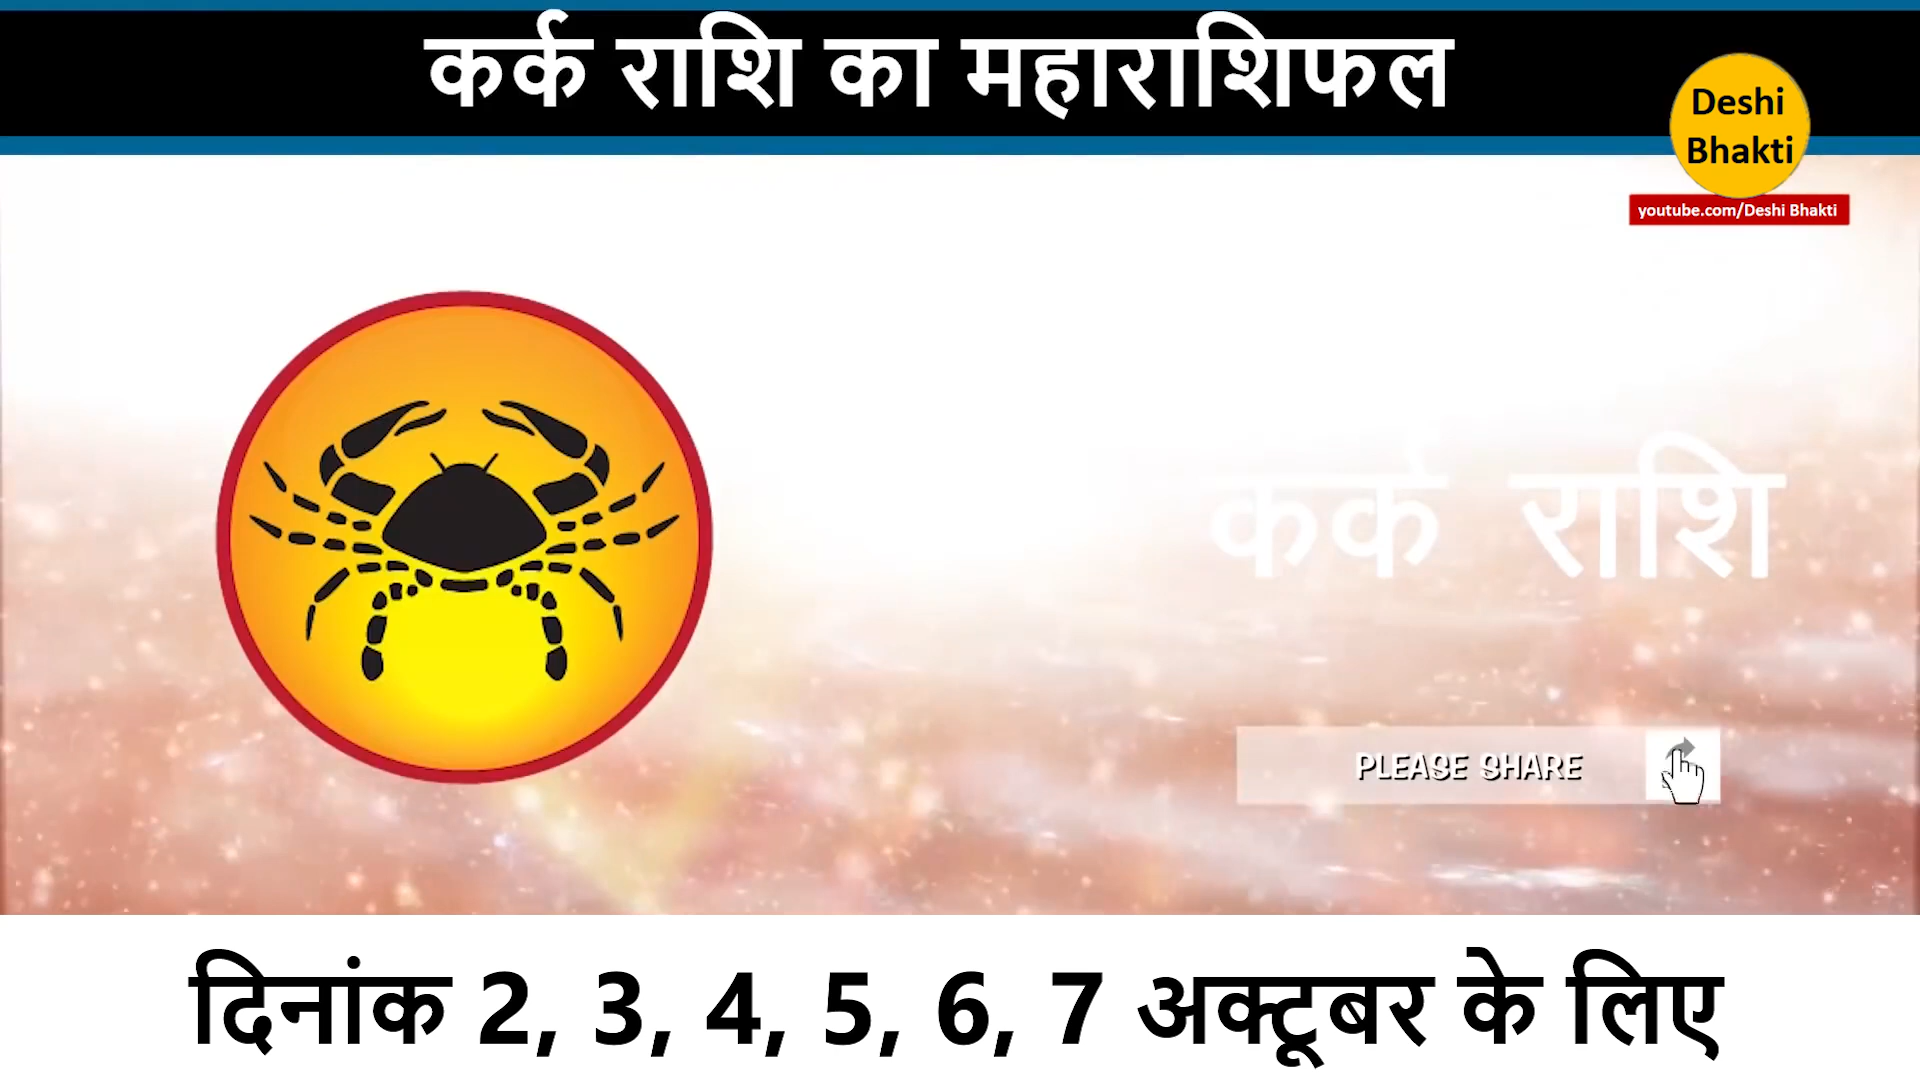 कर्क राशि का महाराशिफल
Deshi
Bhakti
youtube.com/Deshi Bhakti
कर्क राशि
PLEASE SHARE
दिनांक 2, 3, 4, 5, 6, 7 अक्टूबर के लिए